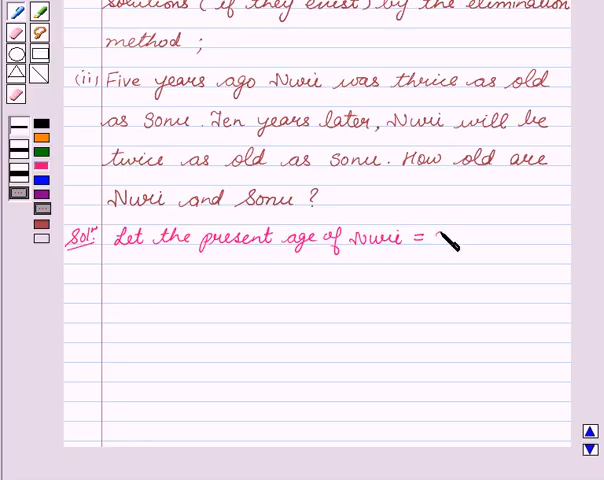 solutions (if they exist) by the elimination
method ;
(ii) Five years ago Nuri was thrice as old
as Sonu. Ten years later, Nuri will be
twice as old as Sonu. How old are
Nuri and Sonu ?
Solⁿ: Let the present age of Nuri =